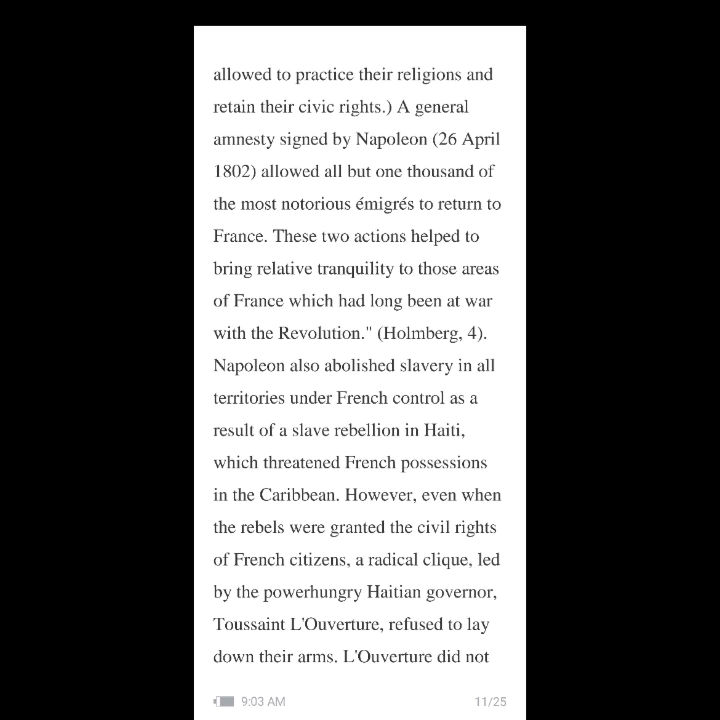 allowed to practice their religions and
retain their civic rights.) A general
amnesty signed by Napoleon (26 April
1802) allowed all but one thousand of
the most notorious émigrés to return to
France. These two actions helped to
bring relative tranquility to those areas
of France which had long been at war
with the Revolution." (Holmberg, 4).
Napoleon also abolished slavery in all
territories under French control as a
result of a slave rebellion in Haiti,
which threatened French possessions
in the Caribbean. However, even when
the rebels were granted the civil rights
of French citizens, a radical clique, led
by the powerhungry Haitian governor,
Toussaint L'Ouverture, refused to lay
down their arms. L'Ouverture did not
9:03 AM 11/25